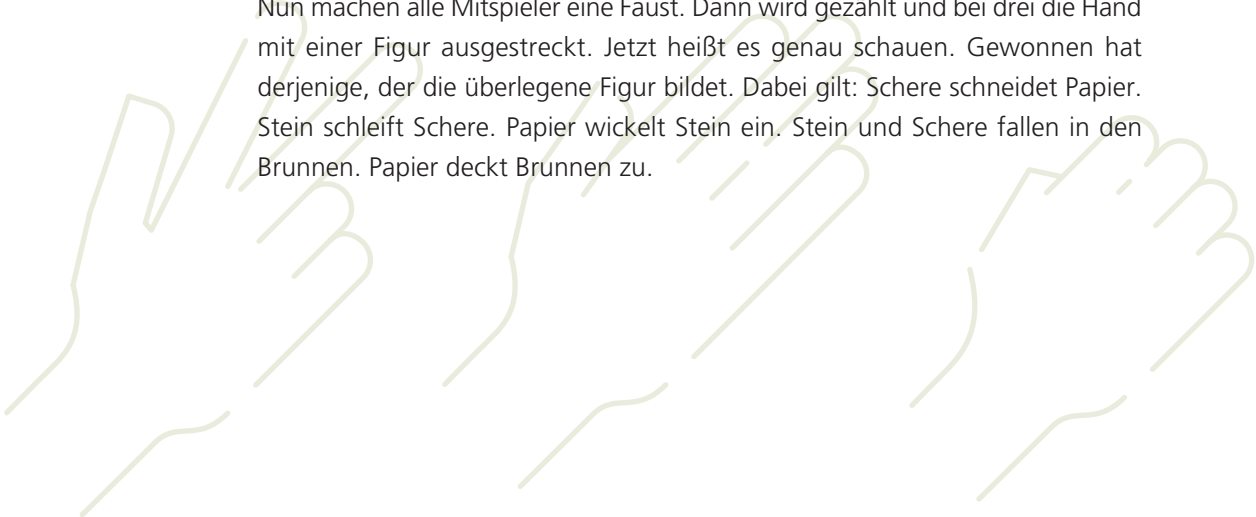 Nun machen alle Mitspieler eine Faust. Dann wird gezählt und bei drei die Hand
mit einer Figur ausgestreckt. Jetzt heißt es genau schauen. Gewonnen hat
derjenige, der die überlegene Figur bildet. Dabei gilt: Schere schneidet Papier.
Stein schleift Schere. Papier wickelt Stein ein. Stein und Schere fallen in den
Brunnen. Papier deckt Brunnen zu.